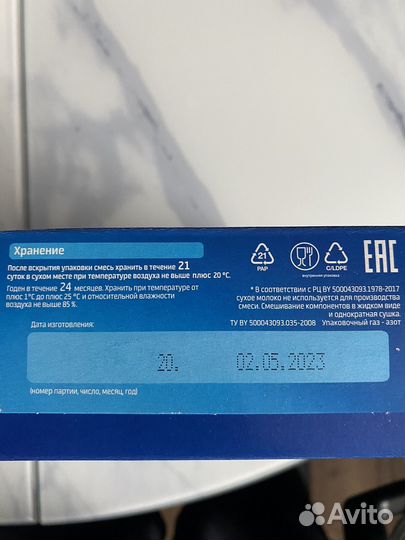 Хранение
После вскрытия упаковки смесь хранить в течение 21
суток в сухом месте при температуре воздуха не выше плюс 20 °С.
Годен в течение 24 месяцев. Хранить при температуре от
плюс 1°С до плюс 25 °С и относительной влажности
воздуха не выше 85 %.
21
PAP
внутренняя упаковка
C/LDPE
EAC
* В соответствии с РЦ BY 500043093.1978-2017
сухое молоко не используется для производства
смеси. Смешивание компонентов в жидком виде
и однократная сушка.
ТУ BY 500043093.035-2008 Упаковочный газ - азот
Дата изготовления:
20. 02.05.2023
(номер партии, число, месяц, год)
Avito